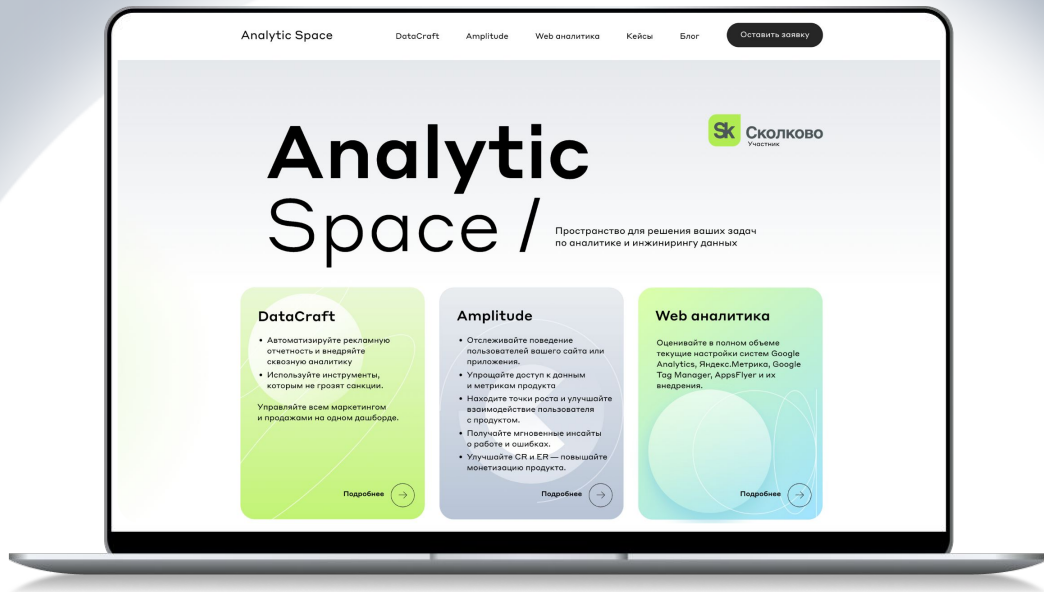 Analytic Space
DataCraft
Amplitude
Web аналитика
Кейсы
Блог
Оставить заявку
Analytic
Space /
Sk Сколково
Участник
Пространство для решения ваших задач
по аналитике и инжинирингу данных
DataCraft
• Автоматизируйте рекламную
отчетность и внедряйте
сквозную аналитику
• Используйте инструменты,
которым не грозят санкции.
Управляйте всем маркетингом
и продажами на одном дашборде.
Подробнее
Amplitude
• Отслеживайте поведение
пользователей вашего сайта или
приложения.
• Упрощайте доступ к данным
и метрикам продукта
• Находите точки роста и улучшайте
взаимодействие пользователя
с продуктом.
• Получайте мгновенные инсайты
о работе и ошибках.
• Улучшайте CR и ER — повышайте
монетизацию продукта.
Подробнее
Web аналитика
Оценивайте в полном объеме
текущие настройки систем Google
Analytics, Яндекс.Метрика, Google
Tag Manager, AppsFlyer и их
внедрения.
Подробнее